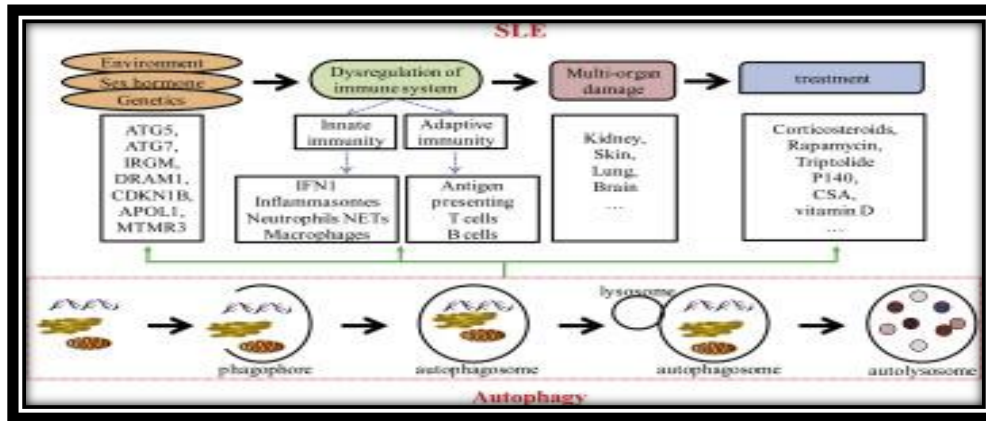 SLE
Environment
Sex hormone
Genetics
Dysregulation of
immune system
Multi-organ
damage
treatment
ATG5,
ATG7,
IRGM,
DRAM1,
CDKN1B,
APOL1,
MTMR3
Innate
immunity
Adaptive
immunity
IFN1
Inflammasomes
Neutrophils NETs
Macrophages
Antigen
presenting
T cells
B cells
Kidney,
Skin,
Lung,
Brain
...
Corticosteroids,
Rapamycin,
Triptolide
P140,
CSA,
vitamin D
...
lysosome
phagophore
autophagosome
autophagosome
autolysosome
Autophagy